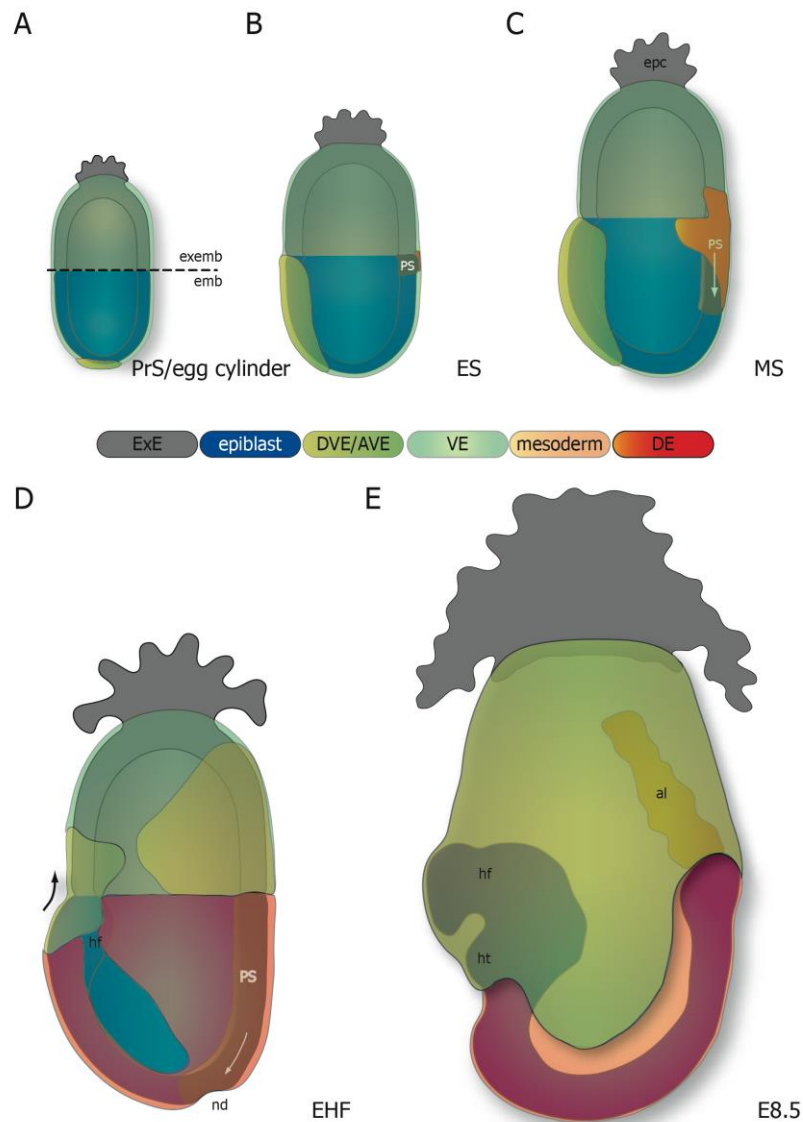 A
B
C
epc
exemb
emb
PS
PS
PrS/egg cylinder
ES
MS
ExE
epiblast
DVE/AVE
VE
mesoderm
DE
D
E
al
hf
hf
PS
ht
nd
EHF
E8.5